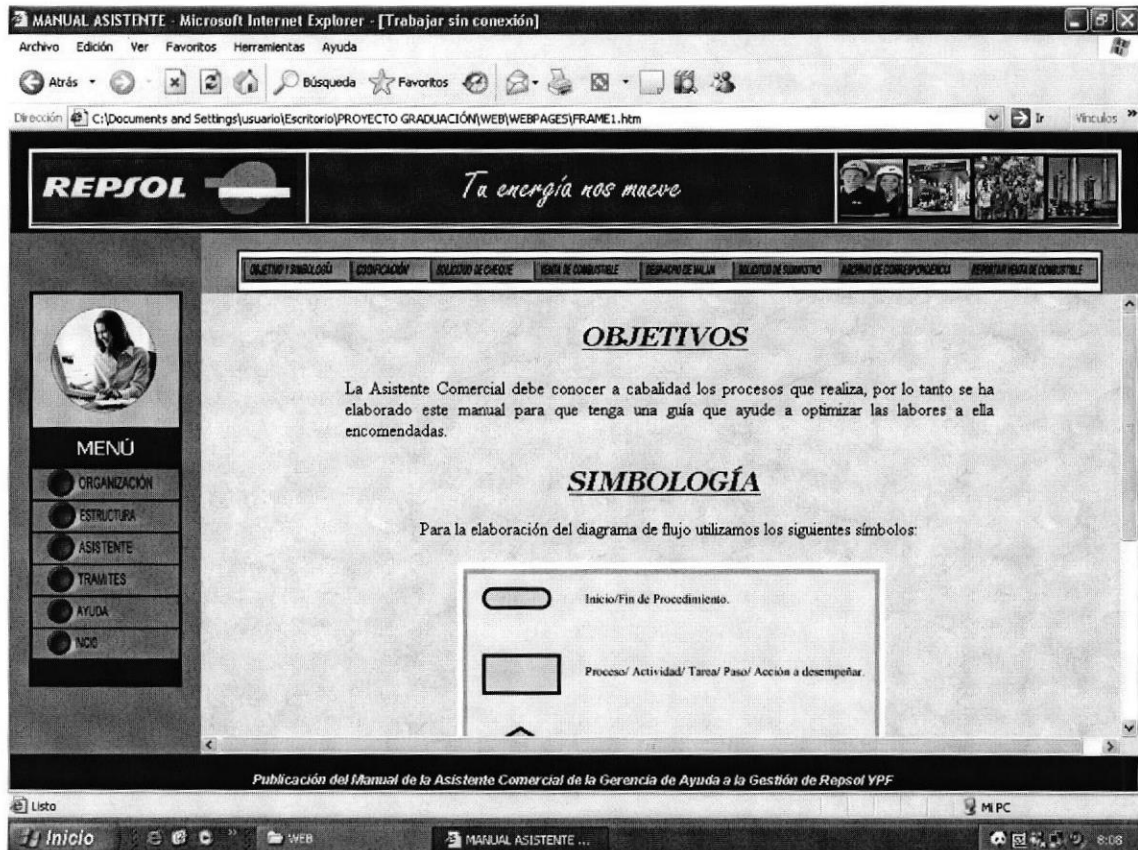 MANUAL ASISTENTE - Microsoft Internet Explorer - [Trabajar sin conexión]
Archivo Edición Ver Favoritos Herramientas Ayuda
Atrás Búsqueda Favoritos
Dirección C:\Documents and Settings\usuario\Escritorio\PROYECTO GRADUACIÓN\WEB\WEBPAGES\FRAME1.htm Ir Vínculos »
REPSOL Tu energía nos mueve
OBJETIVO Y SIMBOLOGÍA CODIFICACIÓN SOLICITUD DE CHEQUE VENTA DE COMBUSTIBLE DESPACHO DE VALIJA SOLICITUD DE SUMINISTRO ARCHIVO DE CORRESPONDENCIA REPORTAR VENTA DE COMBUSTIBLE
OBJETIVOS
La Asistente Comercial debe conocer a cabalidad los procesos que realiza, por lo tanto se ha
elaborado este manual para que tenga una guía que ayude a optimizar las labores a ella
encomendadas.
MENÚ
ORGANIZACIÓN
ESTRUCTURA
ASISTENTE
TRAMITES
AYUDA
INICIO
SIMBOLOGÍA
Para la elaboración del diagrama de flujo utilizamos los siguientes símbolos:
Inicio/Fin de Procedimiento.
Proceso/ Actividad/ Tarea/ Paso/ Acción a desempeñar.
Publicación del Manual de la Asistente Comercial de la Gerencia de Ayuda a la Gestión de Repsol YPF
Listo MI PC
Inicio » WEB MANUAL ASISTENTE ... 8:08